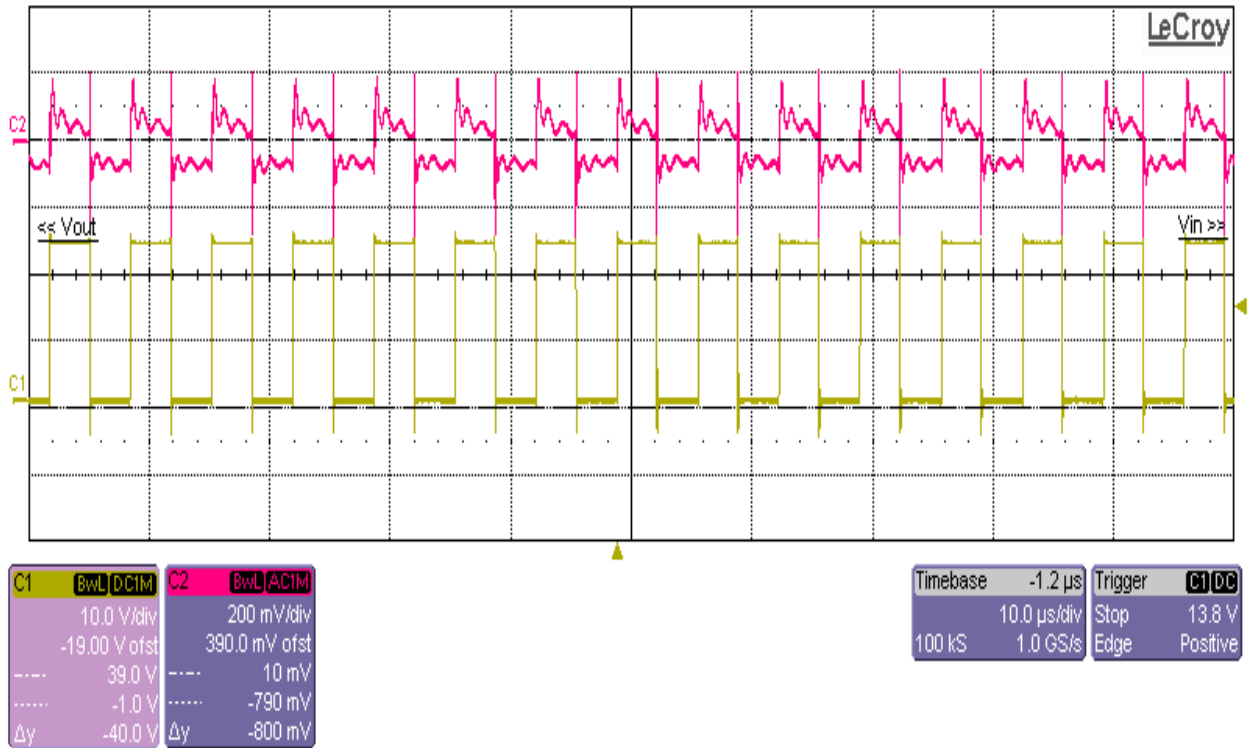 LeCroy
C2
<< Vout
Vin >>
C1
C1 BwL DC1M
10.0 V/div
-19.00 V ofst
39.0 V
-1.0 V
Δy -40.0 V
C2 BwL AC1M
200 mV/div
390.0 mV ofst
10 mV
-790 mV
Δy -800 mV
Timebase -1.2 µs
10.0 µs/div
100 kS 1.0 GS/s
Trigger C1 DC
Stop 13.8 V
Edge Positive